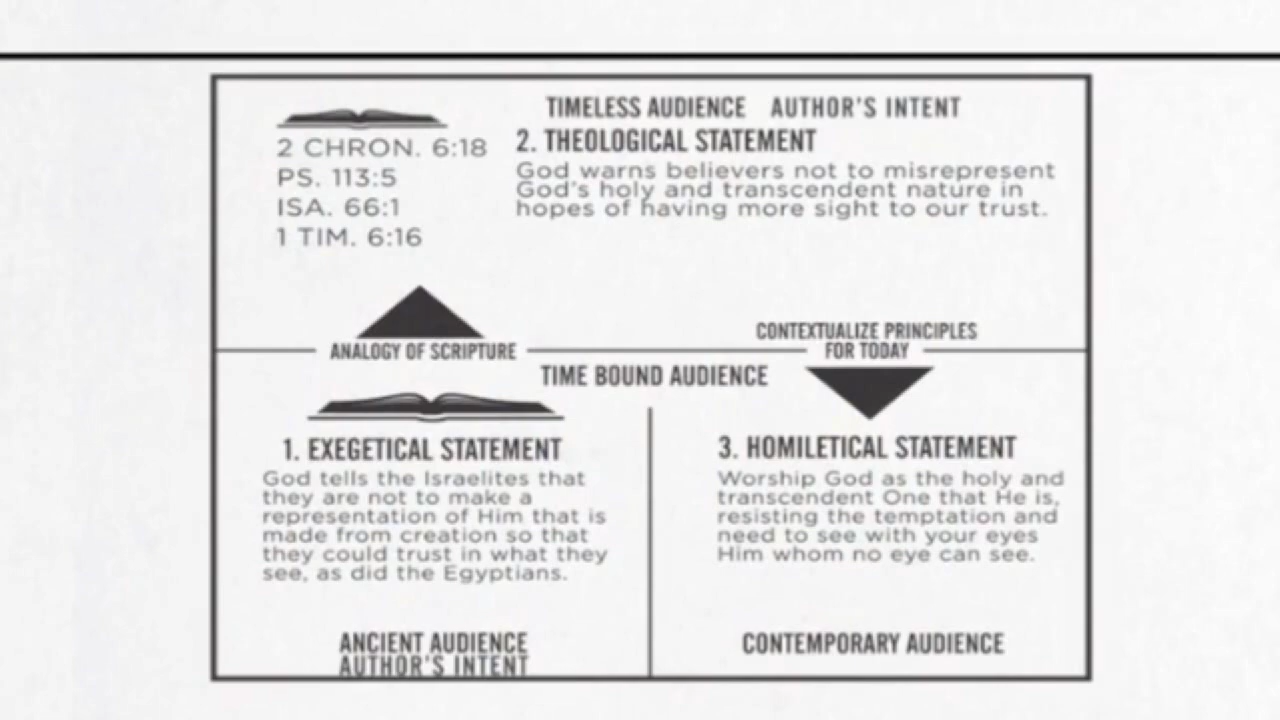 TIMELESS AUDIENCE AUTHOR'S INTENT
2 CHRON. 6:18
PS. 113:5
ISA. 66:1
1 TIM. 6:16
2. THEOLOGICAL STATEMENT
God warns believers not to misrepresent
God's holy and transcendent nature in
hopes of having more sight to our trust.
ANALOGY OF SCRIPTURE
CONTEXTUALIZE PRINCIPLES
FOR TODAY
TIME BOUND AUDIENCE
1. EXEGETICAL STATEMENT
God tells the Israelites that
they are not to make a
representation of Him that is
made from creation so that
they could trust in what they
see, as did the Egyptians.
ANCIENT AUDIENCE
AUTHOR'S INTENT
3. HOMILETICAL STATEMENT
Worship God as the holy and
transcendent One that He is,
resisting the temptation and
need to see with your eyes
Him whom no eye can see.
CONTEMPORARY AUDIENCE